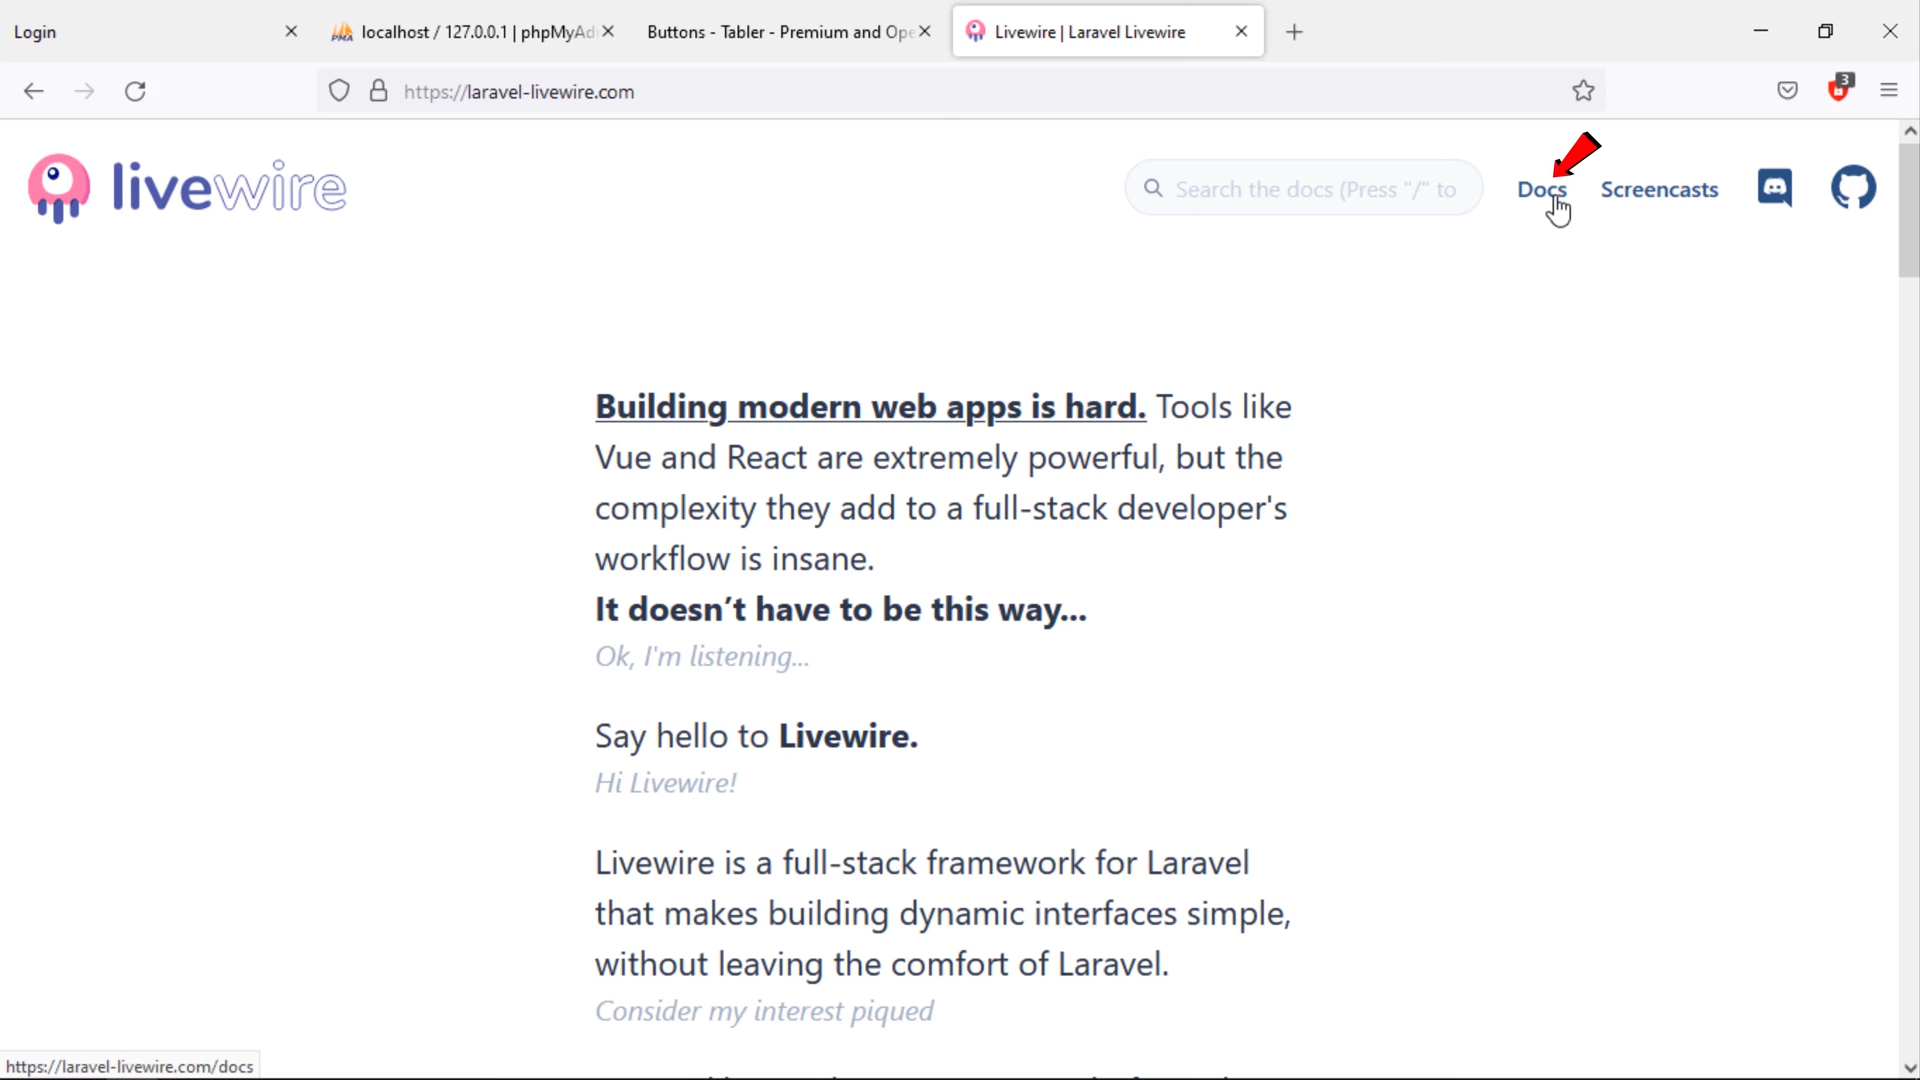 Login
localhost / 127.0.0.1 | phpMyAd
Buttons - Tabler - Premium and Ope
Livewire | Laravel Livewire
https://laravel-livewire.com
3
livewire
Search the docs (Press "/" to
Docs
Screencasts
Building modern web apps is hard. Tools like
Vue and React are extremely powerful, but the
complexity they add to a full-stack developer's
workflow is insane.
It doesn’t have to be this way...
Ok, I'm listening...
Say hello to Livewire.
Hi Livewire!
Livewire is a full-stack framework for Laravel
that makes building dynamic interfaces simple,
without leaving the comfort of Laravel.
Consider my interest piqued
https://laravel-livewire.com/docs